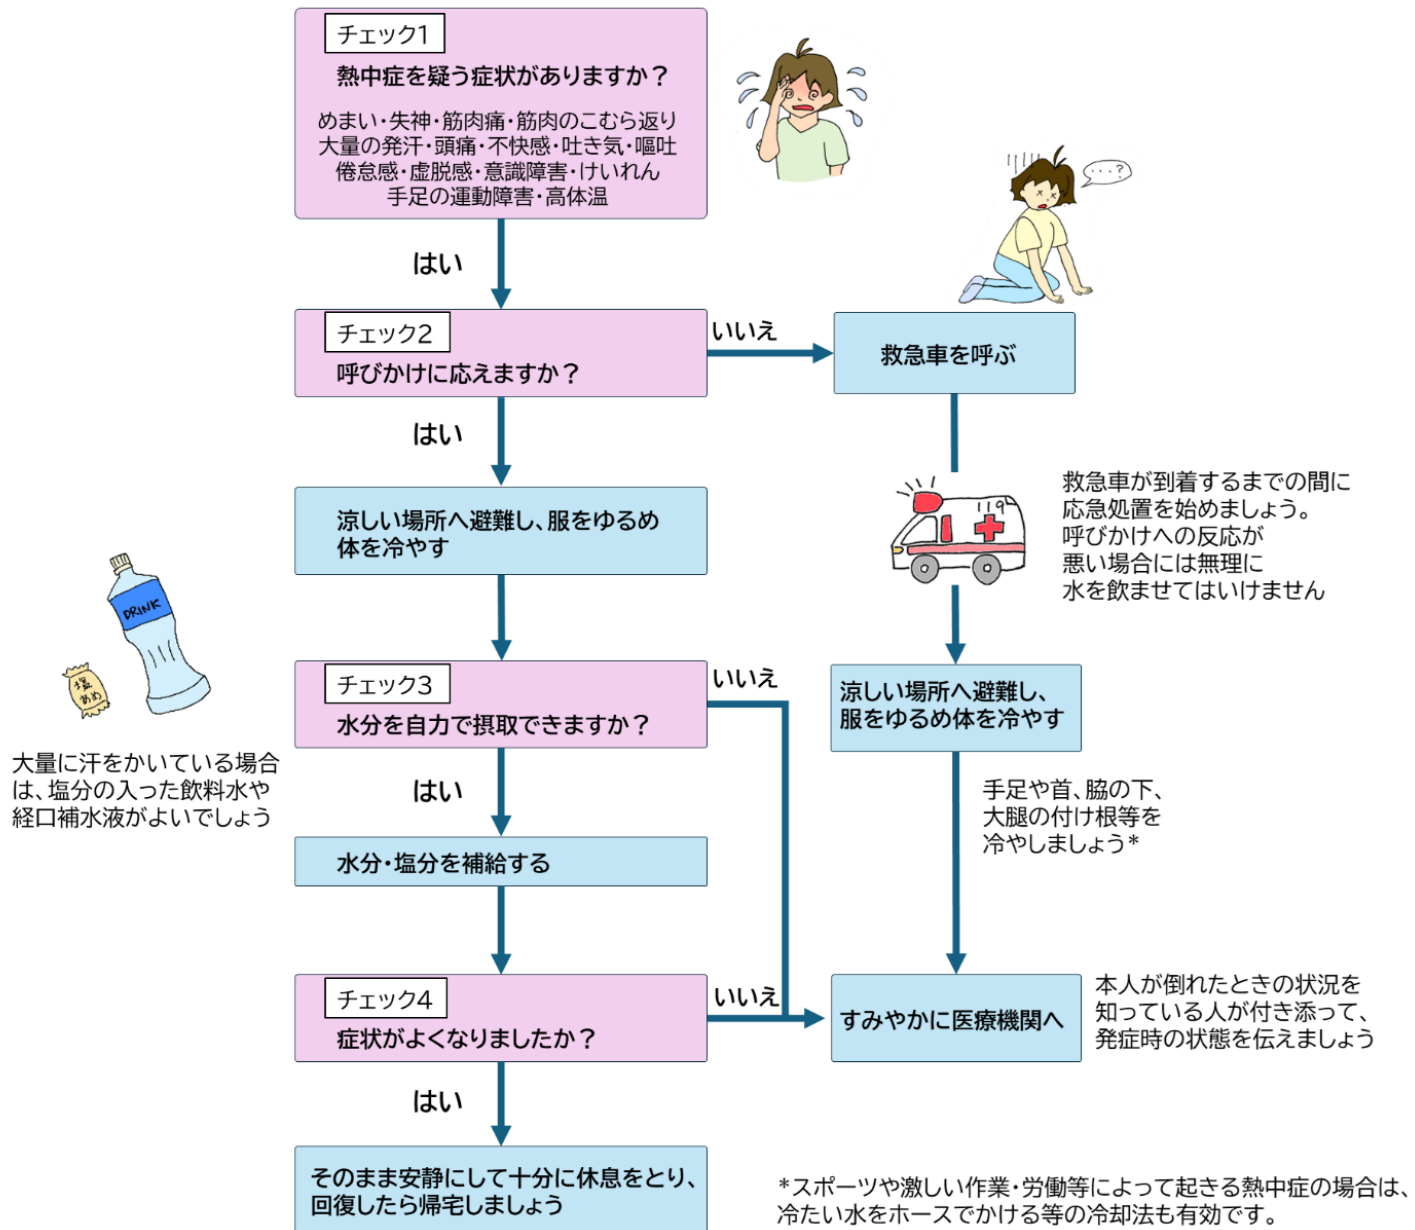 チェック1
熱中症を疑う症状がありますか？
めまい・失神・筋肉痛・筋肉のこむら返り
大量の発汗・頭痛・不快感・吐き気・嘔吐
倦怠感・虚脱感・意識障害・けいれん
手足の運動障害・高体温
・・・・?
はい
チェック2
呼びかけに応えますか？
いいえ
救急車を呼ぶ
はい
119
救急車が到着するまでの間に
応急処置を始めましょう。
呼びかけへの反応が
悪い場合には無理に
水を飲ませてはいけません
涼しい場所へ避難し、服をゆるめ
体を冷やす
DRINK
塩
あめ
大量に汗をかいている場合
は、塩分の入った飲料水や
経口補水液がよいでしょう
チェック3
水分を自力で摂取できますか？
いいえ
涼しい場所へ避難し、
服をゆるめ体を冷やす
はい
手足や首、脇の下、
大腿の付け根等を
冷やしましょう*
水分・塩分を補給する
チェック4
症状がよくなりましたか？
いいえ
すみやかに医療機関へ
本人が倒れたときの状況を
知っている人が付き添って、
発症時の状態を伝えましょう
はい
そのまま安静にして十分に休息をとり、
回復したら帰宅しましょう
*スポーツや激しい作業・労働等によって起きる熱中症の場合は、
冷たい水をホースでかける等の冷却法も有効です。